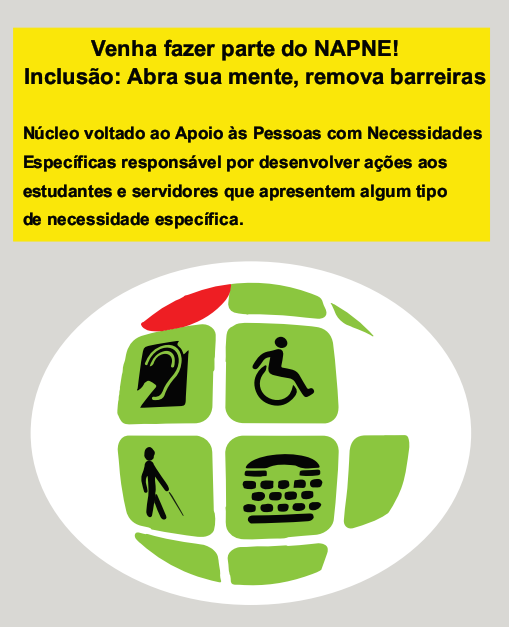 Venha fazer parte do NAPNE!
Inclusão: Abra sua mente, remova barreiras
Núcleo voltado ao Apoio às Pessoas com Necessidades
Específicas responsável por desenvolver ações aos
estudantes e servidores que apresentem algum tipo
de necessidade específica.